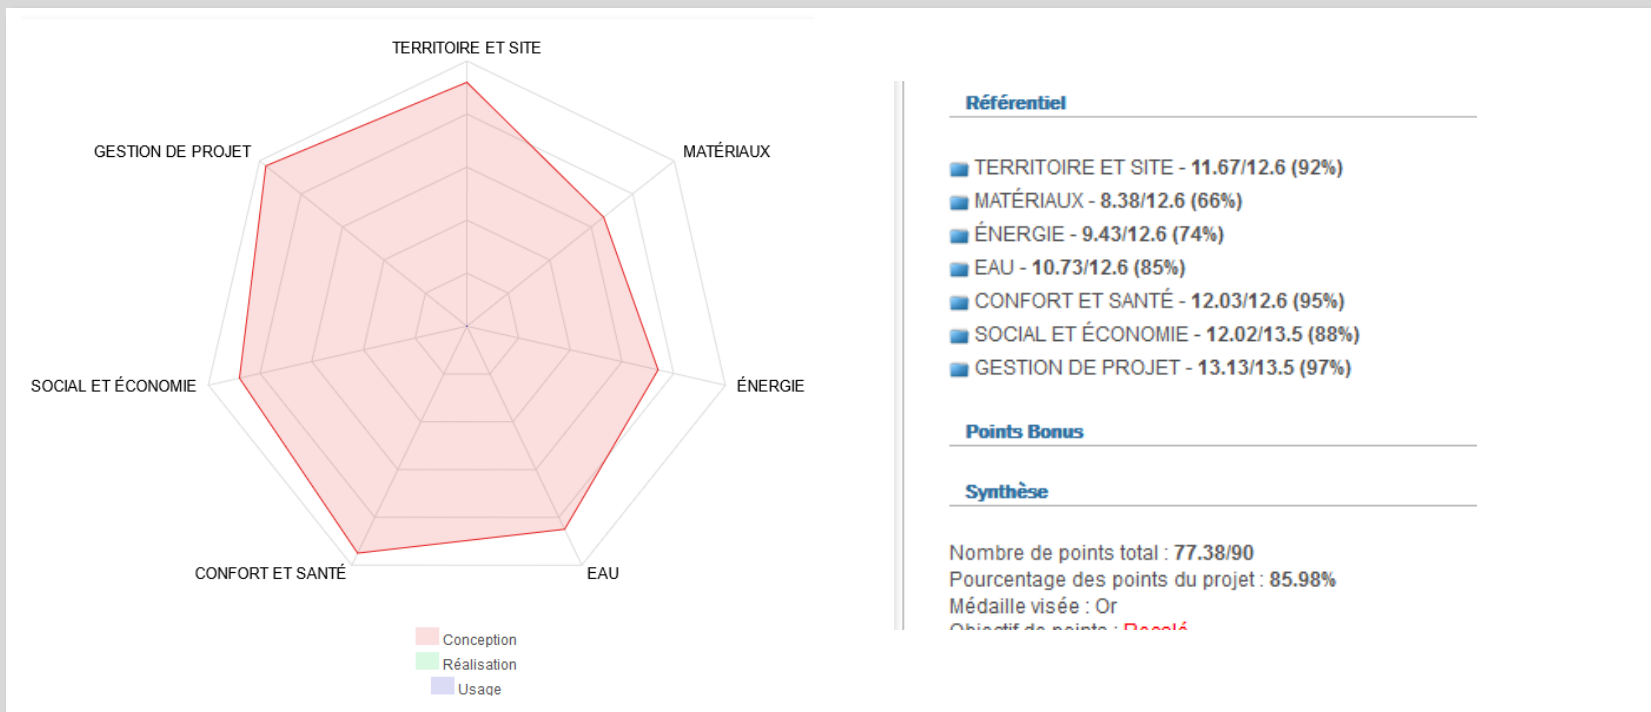 TERRITOIRE ET SITE
GESTION DE PROJET
MATÉRIAUX
SOCIAL ET ÉCONOMIE
ÉNERGIE
CONFORT ET SANTÉ
EAU
Conception
Réalisation
Usage
Référentiel
TERRITOIRE ET SITE - 11.67/12.6 (92%)
MATÉRIAUX - 8.38/12.6 (66%)
ÉNERGIE - 9.43/12.6 (74%)
EAU - 10.73/12.6 (85%)
CONFORT ET SANTÉ - 12.03/12.6 (95%)
SOCIAL ET ÉCONOMIE - 12.02/13.5 (88%)
GESTION DE PROJET - 13.13/13.5 (97%)
Points Bonus
Synthèse
Nombre de points total : 77.38/90
Pourcentage des points du projet : 85.98%
Médaille visée : Or
Objectif de points : Recalé